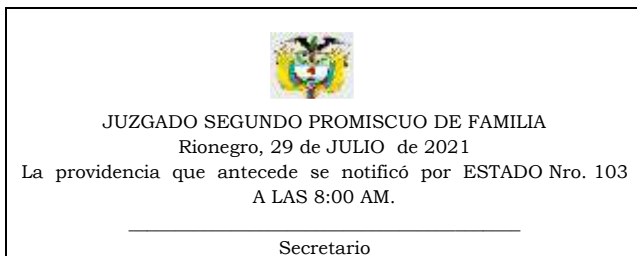 JUZGADO SEGUNDO PROMISCUO DE FAMILIA
Rionegro, 29 de JULIO de 2021
La providencia que antecede se notificó por ESTADO Nro. 103
A LAS 8:00 AM.
Secretario